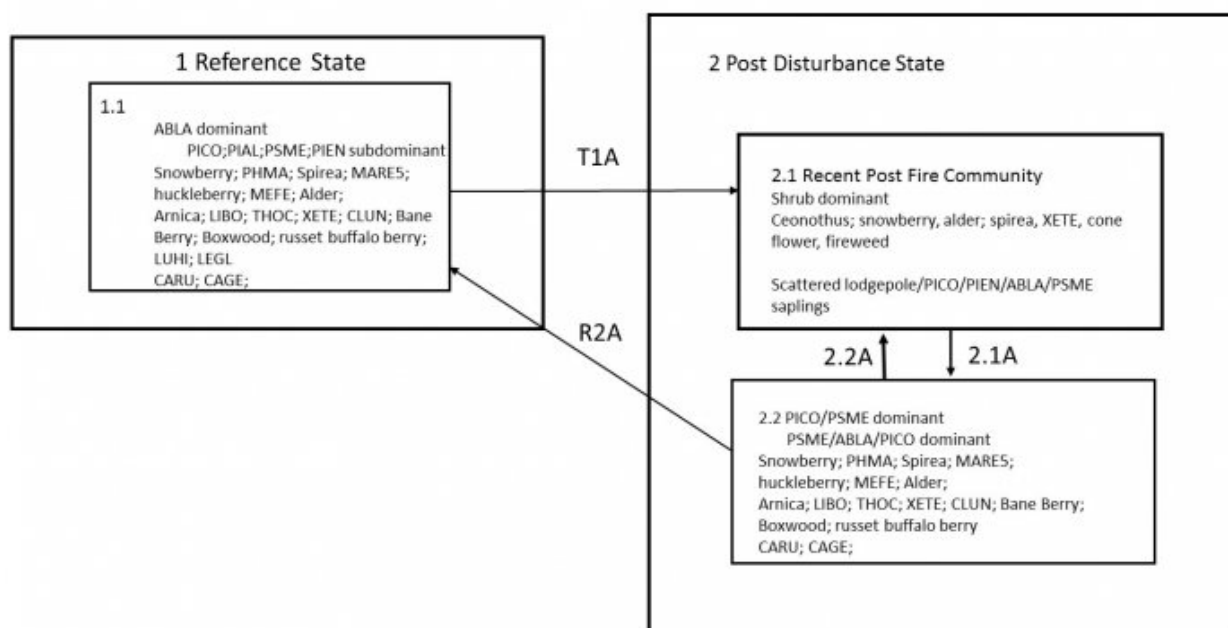 1 Reference State
1.1
ABLA dominant
PICO;PIAL;PSME;PIEN subdominant
Snowberry; PHMA; Spirea; MARE5;
huckleberry; MEFE; Alder;
Arnica; LIBO; THOC; XETE; CLUN; Bane
Berry; Boxwood; russet buffalo berry;
LUHI; LEGL
CARU; CAGE;
T1A
R2A
2 Post Disturbance State
2.1 Recent Post Fire Community
Shrub dominant
Ceonothus; snowberry, alder; spirea, XETE, cone
flower, fireweed
Scattered lodgepole/PICO/PIEN/ABLA/PSME
saplings
2.2A
2.1A
2.2 PICO/PSME dominant
PSME/ABLA/PICO dominant
Snowberry; PHMA; Spirea; MARE5;
huckleberry; MEFE; Alder;
Arnica; LIBO; THOC; XETE; CLUN; Bane Berry;
Boxwood; russet buffalo berry
CARU; CAGE;